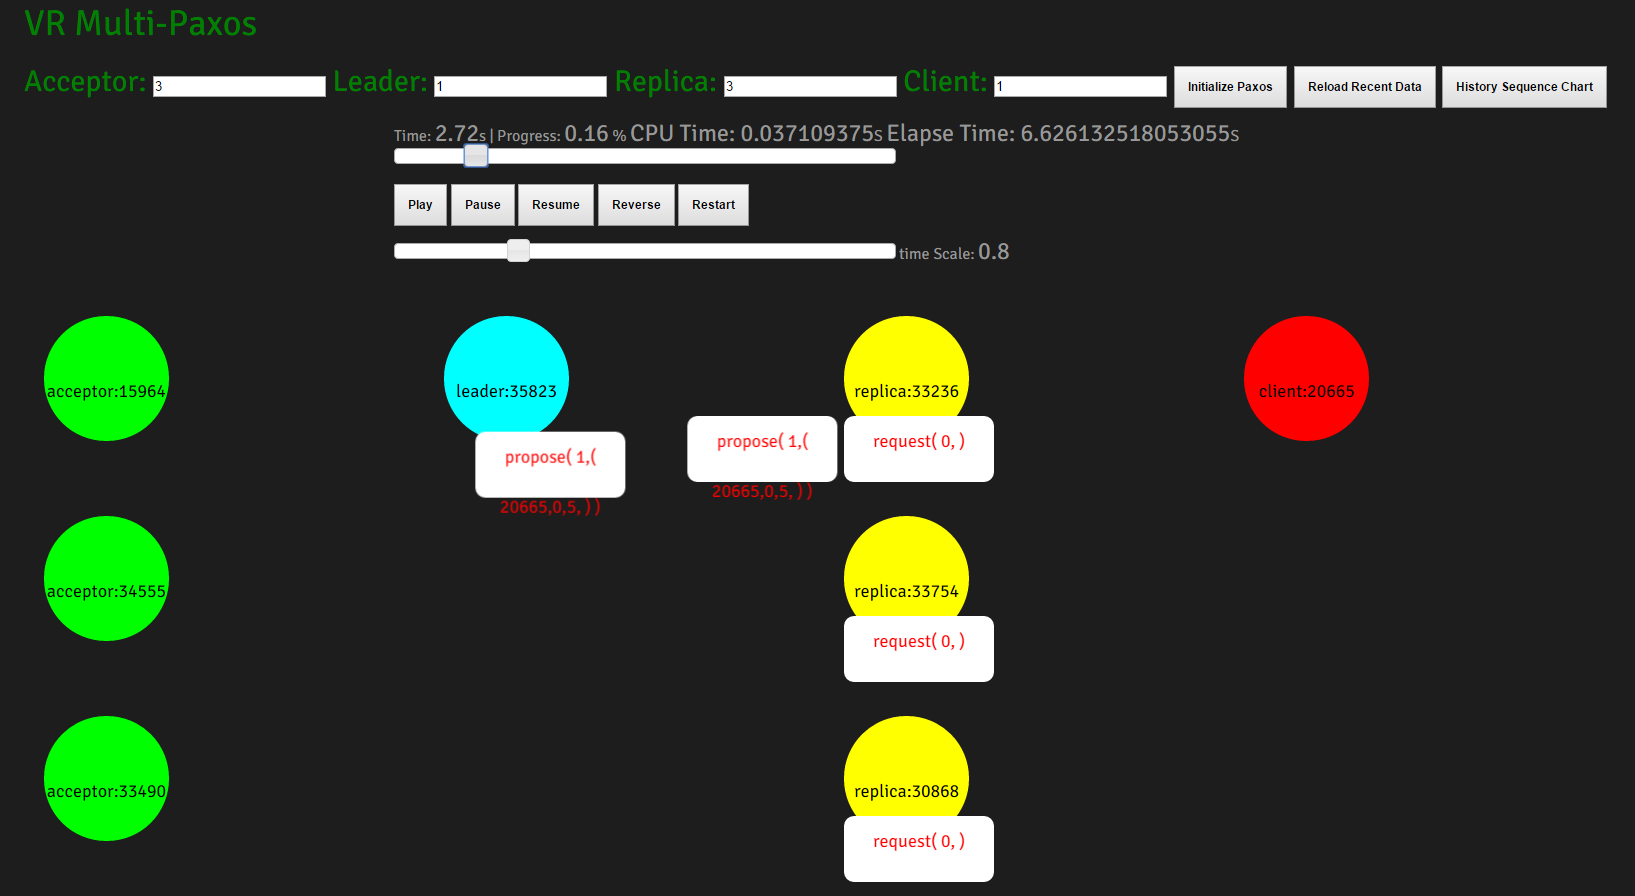 VR Multi-Paxos
Acceptor: 3 Leader: 1 Replica: 3 Client: 1 Initialize Paxos Reload Recent Data History Sequence Chart
Time: 2.72s | Progress: 0.16 % CPU Time: 0.037109375s Elapse Time: 6.626132518053055s
Play Pause Resume Reverse Restart
time Scale: 0.8
acceptor:15964 leader:35823 replica:33236 client:20665
propose( 1,( propose( 1,( request( 0, )
20665,0,5, ) ) 20665,0,5, ) )
acceptor:34555 replica:33754
request( 0, )
acceptor:33490 replica:30868
request( 0, )